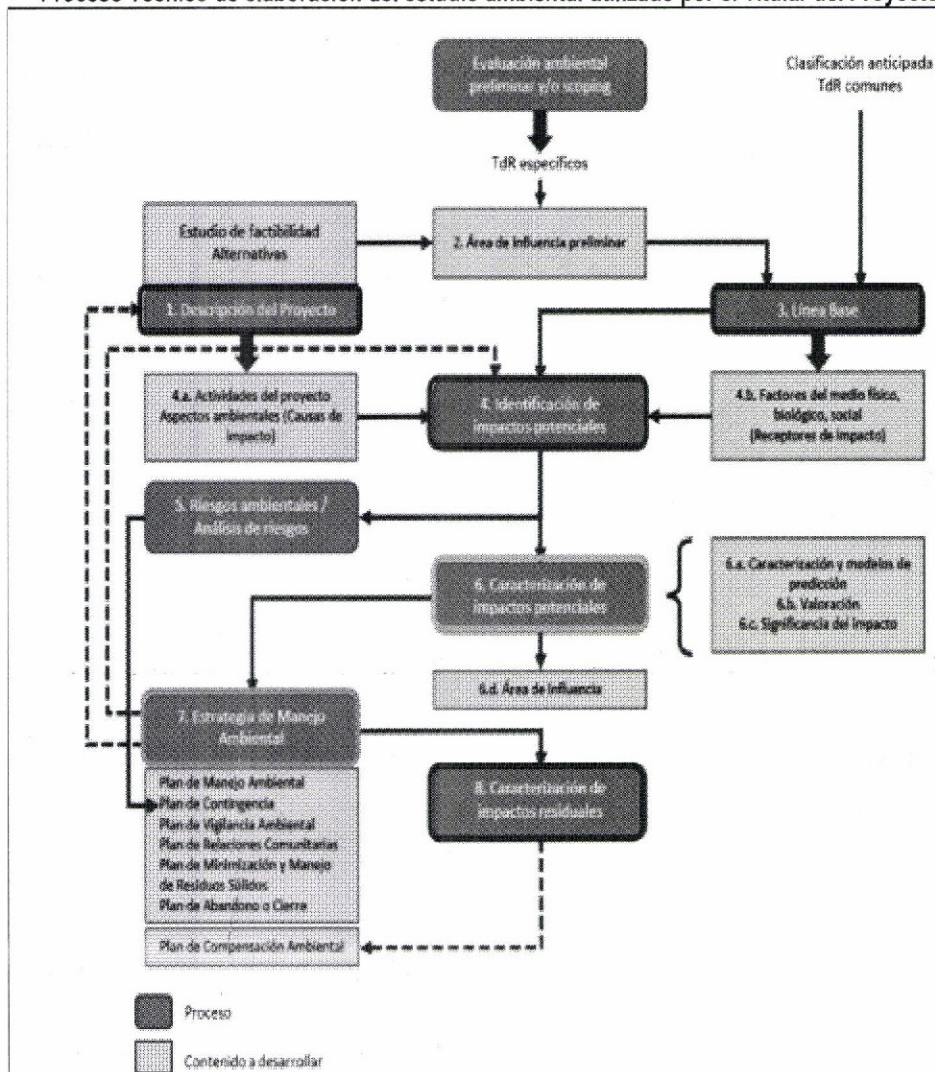 Proceso Técnico de elaboración del estudio ambiental utilizado por el Titular del Proyecto
Evaluación ambiental
preliminar y/o scoping
Clasificación anticipada
TdR comunes
TdR específicos
Estudio de factibilidad
Alternativas
2. Área de Influencia preliminar
1. Descripción del Proyecto
3. Línea Base
4.a. Actividades del proyecto
Aspectos ambientales (Causas de
impacto)
4. Identificación de
impactos potenciales
4.b. Factores del medio físico,
biológico, social
(Receptores de impacto)
5. Riesgos ambientales /
Análisis de riesgos
6. Caracterización de
impactos potenciales
6.a. Caracterización y modelos de
predicción
6.b. Valoración
6.c. Significancia del impacto
6.d. Área de Influencia
7. Estrategia de Manejo
Ambiental
Plan de Manejo Ambiental
Plan de Contingencia
Plan de Vigilancia Ambiental
Plan de Relaciones Comunitarias
Plan de Minimización y Manejo
de Residuos Sólidos
Plan de Abandono o Cierre
8. Caracterización de
impactos residuales
Plan de Compensación Ambiental
Proceso
Contenido a desarrollar